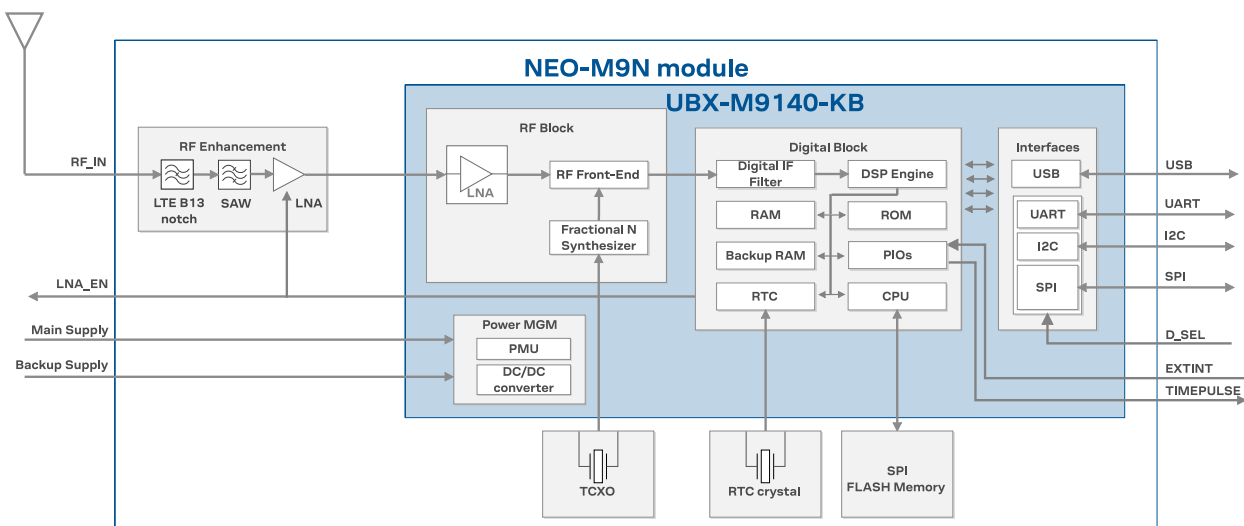 NEO-M9N module
UBX-M9140-KB
RF_IN
RF Enhancement
LTE B13
notch
SAW
LNA
RF Block
LNA
RF Front-End
Fractional N
Synthesizer
Digital Block
Digital IF
Filter
DSP Engine
RAM
ROM
Backup RAM
PIOs
RTC
CPU
Interfaces
USB
UART
I2C
SPI
USB
UART
I2C
SPI
D_SEL
EXTINT
TIMEPULSE
LNA_EN
Main Supply
Backup Supply
Power MGM
PMU
DC/DC
converter
TCXO
RTC crystal
SPI
FLASH Memory